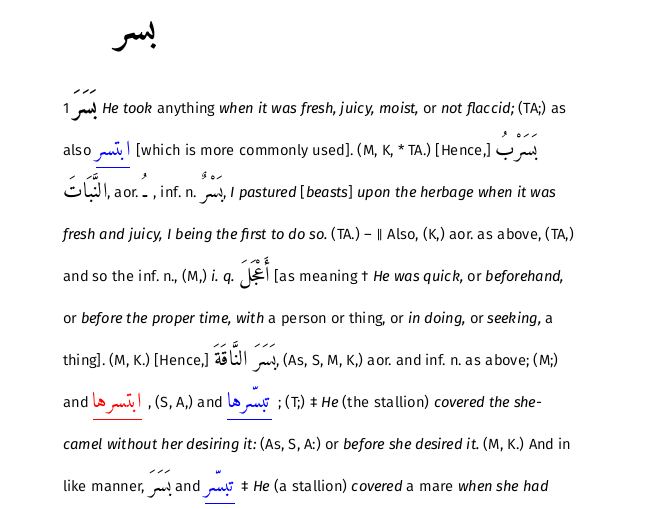 بسر
1 بَسَرَ He took anything when it was fresh, juicy, moist, or not flaccid; (TA;) as
also ابتسر [which is more commonly used]. (M, K, * TA.) [Hence,] بَسَرْبُ
النَّبَاتَ, aor. ـُ , inf. n. بَسْرٌ, I pastured [beasts] upon the herbage when it was
fresh and juicy, I being the first to do so. (TA.) – ‖ Also, (K,) aor. as above, (TA,)
and so the inf. n., (M,) i. q. أَعْجَلَ [as meaning † He was quick, or beforehand,
or before the proper time, with a person or thing, or in doing, or seeking, a
thing]. (M, K.) [Hence,] بَسَرَ النَّاقَةَ, (As, S, M, K,) aor. and inf. n. as above; (M;)
and ابتسرها , (S, A,) and تبسّرها ; (T;) ‡ He (the stallion) covered the she-
camel without her desiring it: (As, S, A:) or before she desired it. (M, K.) And in
like manner, بَسَرَ and تبسّر ‡ He (a stallion) covered a mare when she had